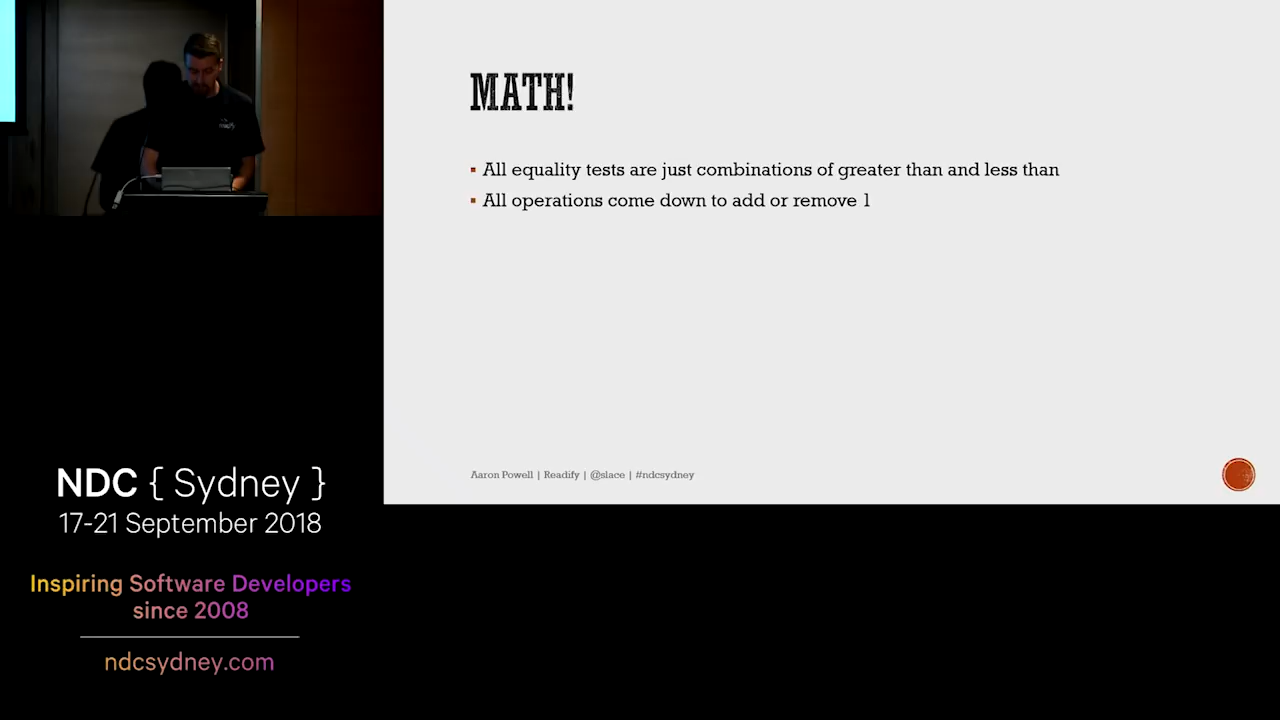 MATH!
All equality tests are just combinations of greater than and less than
All operations come down to add or remove 1
Aaron Powell | Readify | @slace | #ndcsydney
NDC { Sydney }
17-21 September 2018
Inspiring Software Developers
since 2008
ndcsydney.com